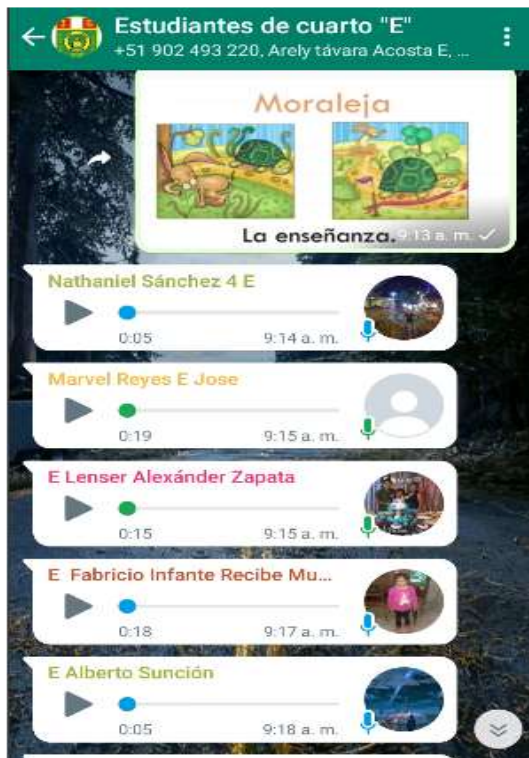 Estudiantes de cuarto "E"
+51 902 493 220, Arely távara Acosta E, ...
Moraleja
La enseñanza.
9:13 a. m.
Nathaniel Sánchez 4 E
0:05 9:14 a. m.
Marvel Reyes E Jose
0:19 9:15 a. m.
E Lenser Alexánder Zapata
0:15 9:15 a. m.
E Fabricio Infante Recibe Mu...
0:18 9:17 a. m.
E Alberto Sunción
0:05 9:18 a. m.